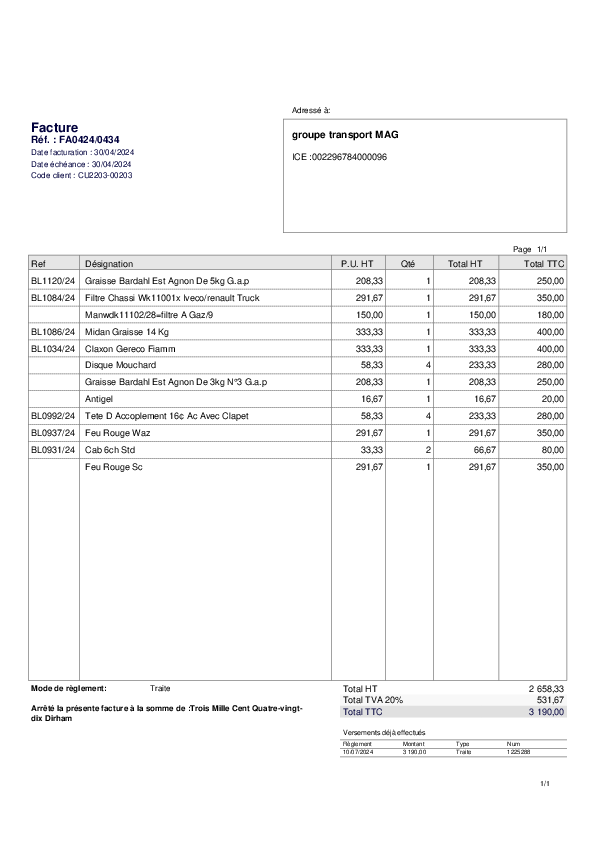 Adressé à:
Facture
Réf. : FA0424/0434
Date facturation : 30/04/2024
Date échéance : 30/04/2024
Code client : CU2203-00203
groupe transport MAG
ICE :002296784000096
Page 1/1
Ref Désignation P.U. HT Qté Total HT Total TTC
BL1120/24 Graisse Bardahl Est Agnon De 5kg G.a.p 208,33 1 208,33 250,00
BL1084/24 Filtre Chassi Wk11001x Iveco/renault Truck 291,67 1 291,67 350,00
Manwdk11102/28=filtre A Gaz/9 150,00 1 150,00 180,00
BL1086/24 Midan Graisse 14 Kg 333,33 1 333,33 400,00
BL1034/24 Claxon Gereco Fiamm 333,33 1 333,33 400,00
Disque Mouchard 58,33 4 233,33 280,00
Graisse Bardahl Est Agnon De 3kg N°3 G.a.p 208,33 1 208,33 250,00
Antigel 16,67 1 16,67 20,00
BL0992/24 Tete D Accoplement 16¢ Ac Avec Clapet 58,33 4 233,33 280,00
BL0937/24 Feu Rouge Waz 291,67 1 291,67 350,00
BL0931/24 Cab 6ch Std 33,33 2 66,67 80,00
Feu Rouge Sc 291,67 1 291,67 350,00
Mode de règlement: Traite
Arrêté la présente facture à la somme de :Trois Mille Cent Quatre-vingt-
dix Dirham
Total HT 2 658,33
Total TVA 20% 531,67
Total TTC 3 190,00
Versements déjà effectués
Règlement Montant Type Num
10/07/2024 3 190,00 Traite 1225288
1/1